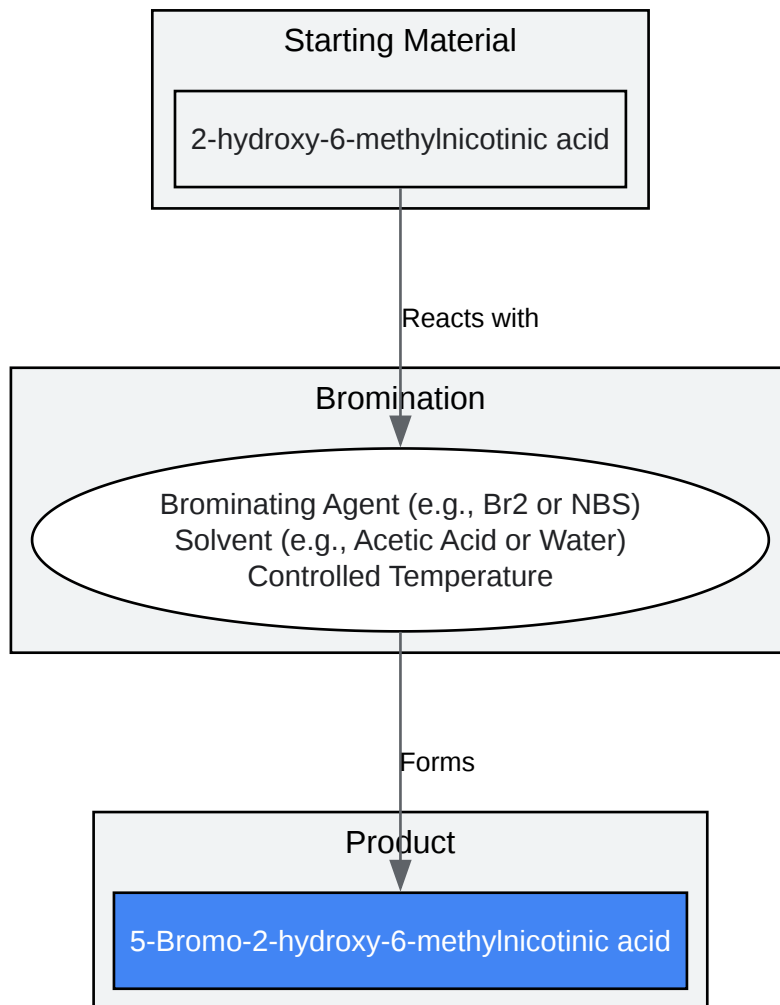 Starting Material
2-hydroxy-6-methylnicotinic acid
Reacts with
Bromination
Brominating Agent (e.g., Br2 or NBS)
Solvent (e.g., Acetic Acid or Water)
Controlled Temperature
Forms
Product
5-Bromo-2-hydroxy-6-methylnicotinic acid